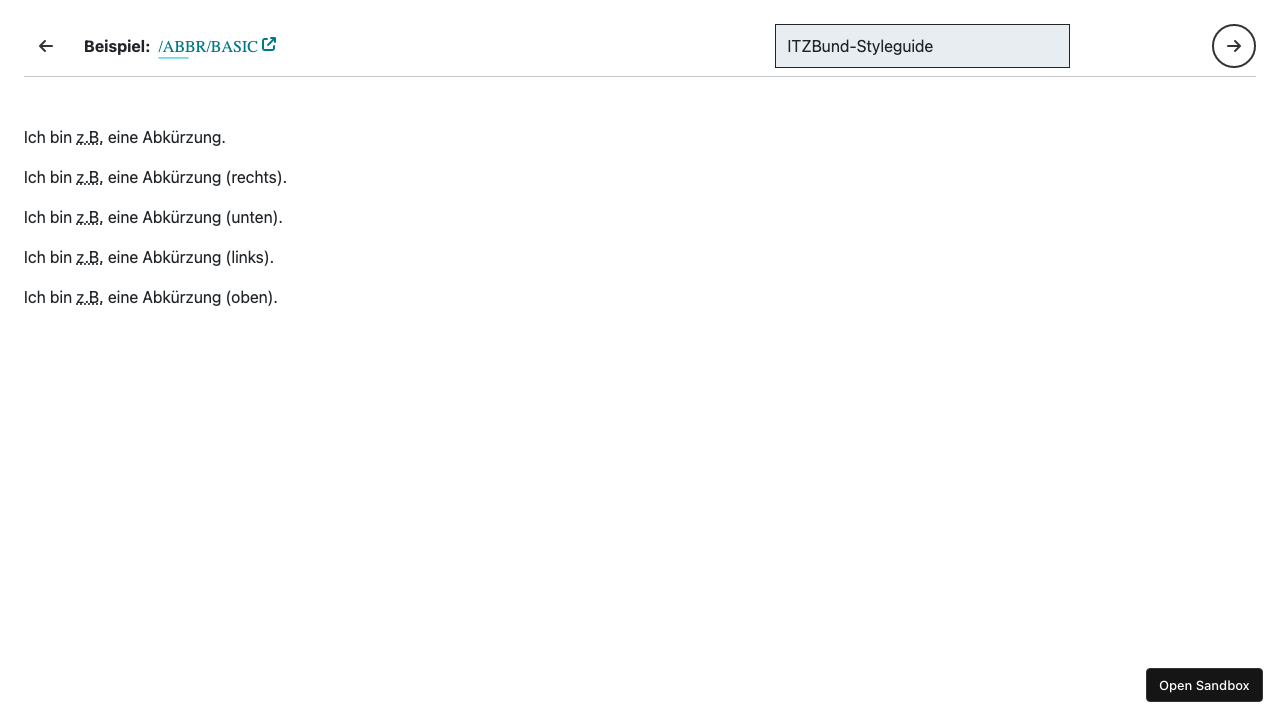 Beispiel: /ABBR/BASIC
ITZBund-Styleguide
Ich bin z.B. eine Abkürzung.
Ich bin z.B. eine Abkürzung (rechts).
Ich bin z.B. eine Abkürzung (unten).
Ich bin z.B. eine Abkürzung (links).
Ich bin z.B. eine Abkürzung (oben).
Open Sandbox